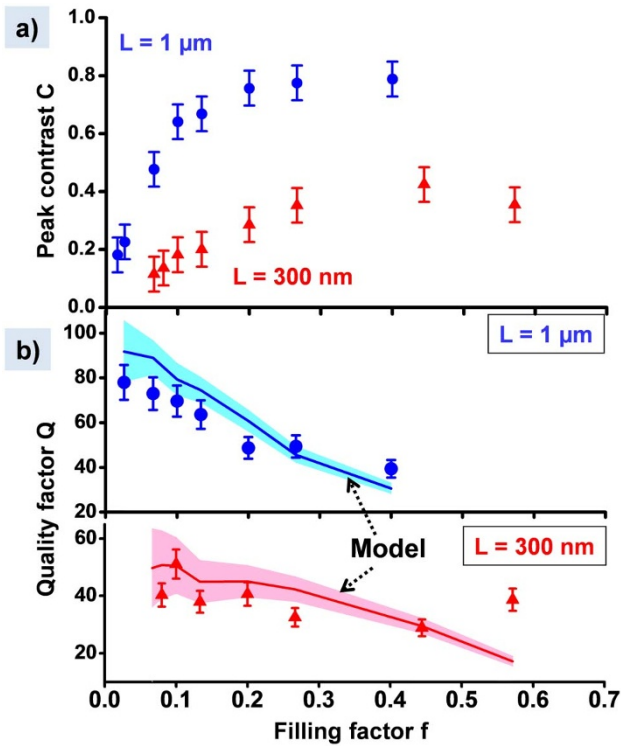 a)
L = 1 µm
Peak contrast C
1.0
0.8
0.6
0.4
0.2
0.0
L = 300 nm
b)
L = 1 µm
Quality factor Q
100
80
60
40
20
Model
L = 300 nm
60
40
20
0.0 0.1 0.2 0.3 0.4 0.5 0.6 0.7
Filling factor f